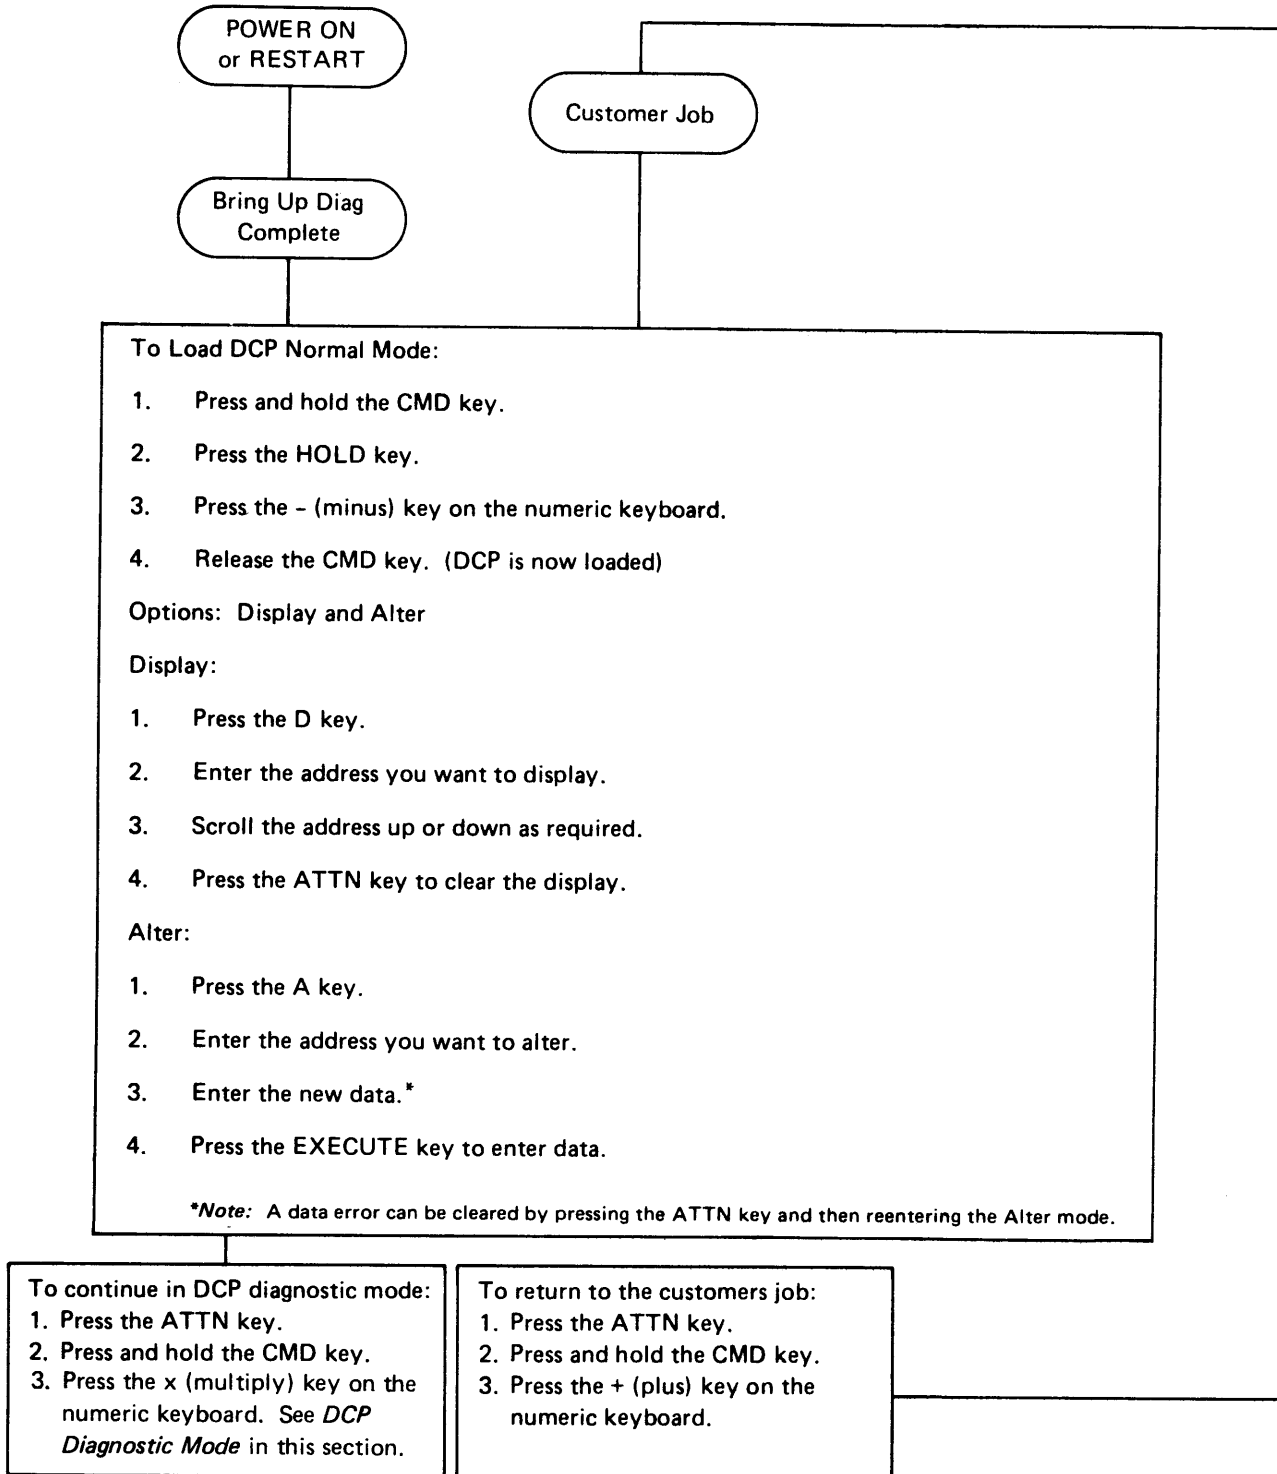 POWER ON
or RESTART
Customer Job
Bring Up Diag
Complete
To Load DCP Normal Mode:
1. Press and hold the CMD key.
2. Press the HOLD key.
3. Press the – (minus) key on the numeric keyboard.
4. Release the CMD key. (DCP is now loaded)
Options: Display and Alter
Display:
1. Press the D key.
2. Enter the address you want to display.
3. Scroll the address up or down as required.
4. Press the ATTN key to clear the display.
Alter:
1. Press the A key.
2. Enter the address you want to alter.
3. Enter the new data.*
4. Press the EXECUTE key to enter data.
*Note: A data error can be cleared by pressing the ATTN key and then reentering the Alter mode.
To continue in DCP diagnostic mode:
1. Press the ATTN key.
2. Press and hold the CMD key.
3. Press the x (multiply) key on the
numeric keyboard. See DCP
Diagnostic Mode in this section.
To return to the customers job:
1. Press the ATTN key.
2. Press and hold the CMD key.
3. Press the + (plus) key on the
numeric keyboard.